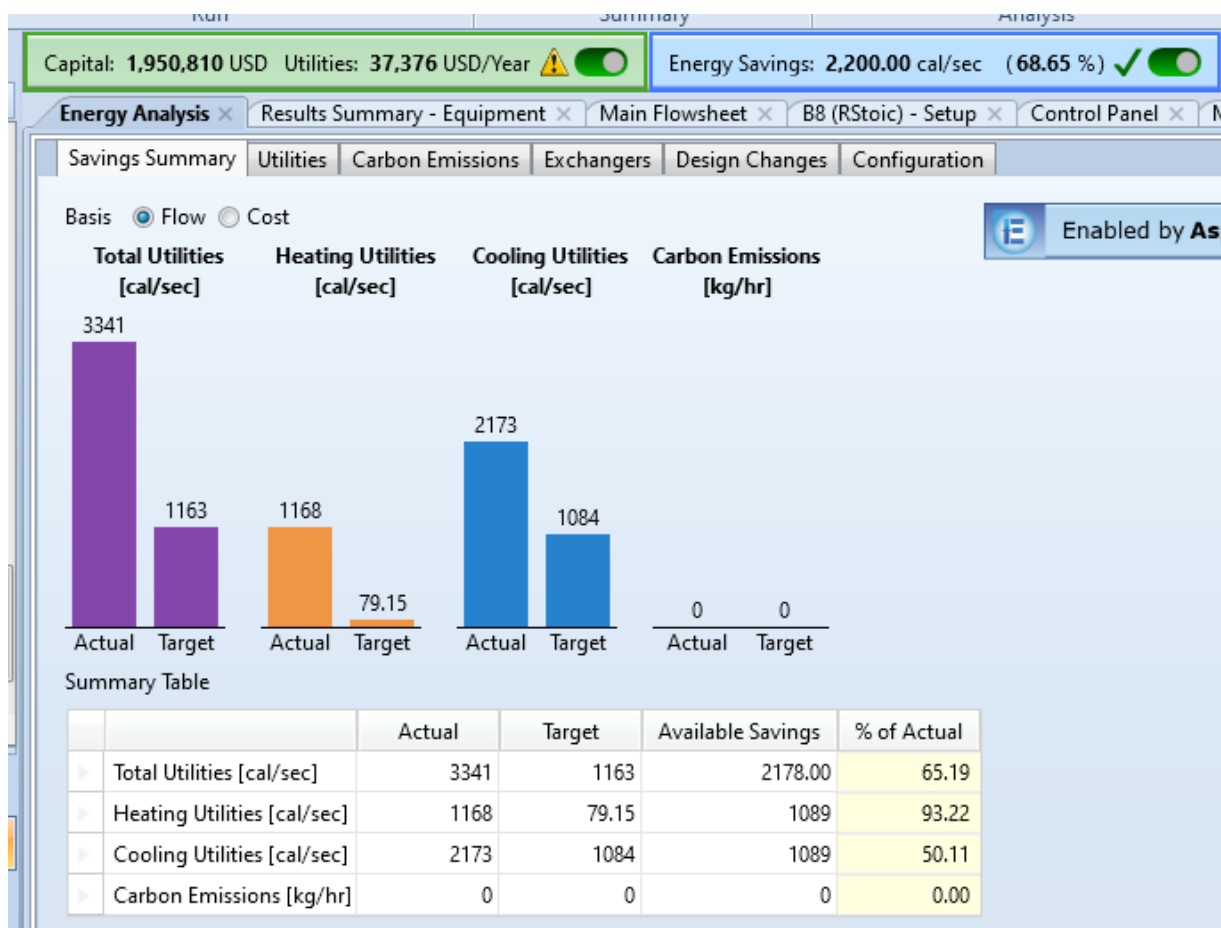 Run Summary Analysis
Capital: 1,950,810 USD Utilities: 37,376 USD/Year Energy Savings: 2,200.00 cal/sec (68.65 %)
Energy Analysis Results Summary - Equipment Main Flowsheet B8 (RStoic) - Setup Control Panel
Savings Summary Utilities Carbon Emissions Exchangers Design Changes Configuration
Basis Flow Cost
Enabled by As
Total Utilities Heating Utilities Cooling Utilities Carbon Emissions
[cal/sec] [cal/sec] [cal/sec] [kg/hr]
3341
2173
1163 1168 1084
79.15
0 0
Actual Target Actual Target Actual Target Actual Target
Summary Table
Actual Target Available Savings % of Actual
Total Utilities [cal/sec] 3341 1163 2178.00 65.19
Heating Utilities [cal/sec] 1168 79.15 1089 93.22
Cooling Utilities [cal/sec] 2173 1084 1089 50.11
Carbon Emissions [kg/hr] 0 0 0 0.00